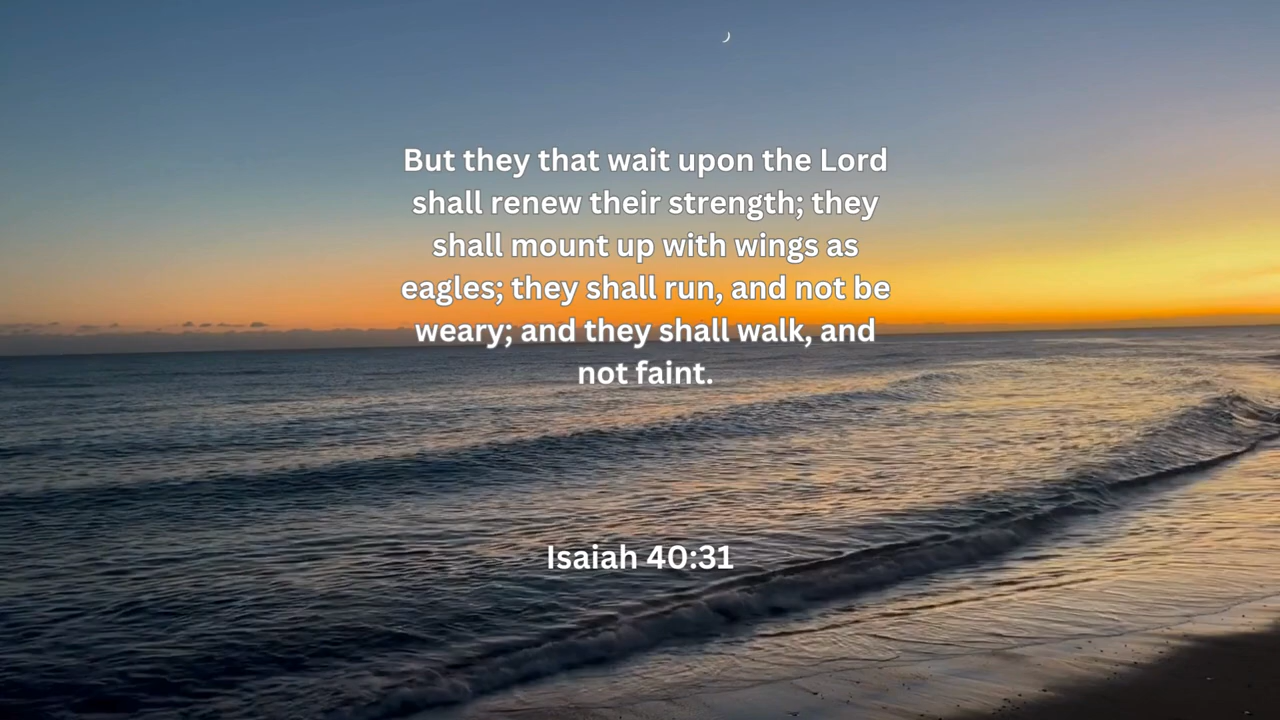 But they that wait upon the Lord
shall renew their strength; they
shall mount up with wings as
eagles; they shall run, and not be
weary; and they shall walk, and
not faint.
Isaiah 40:31